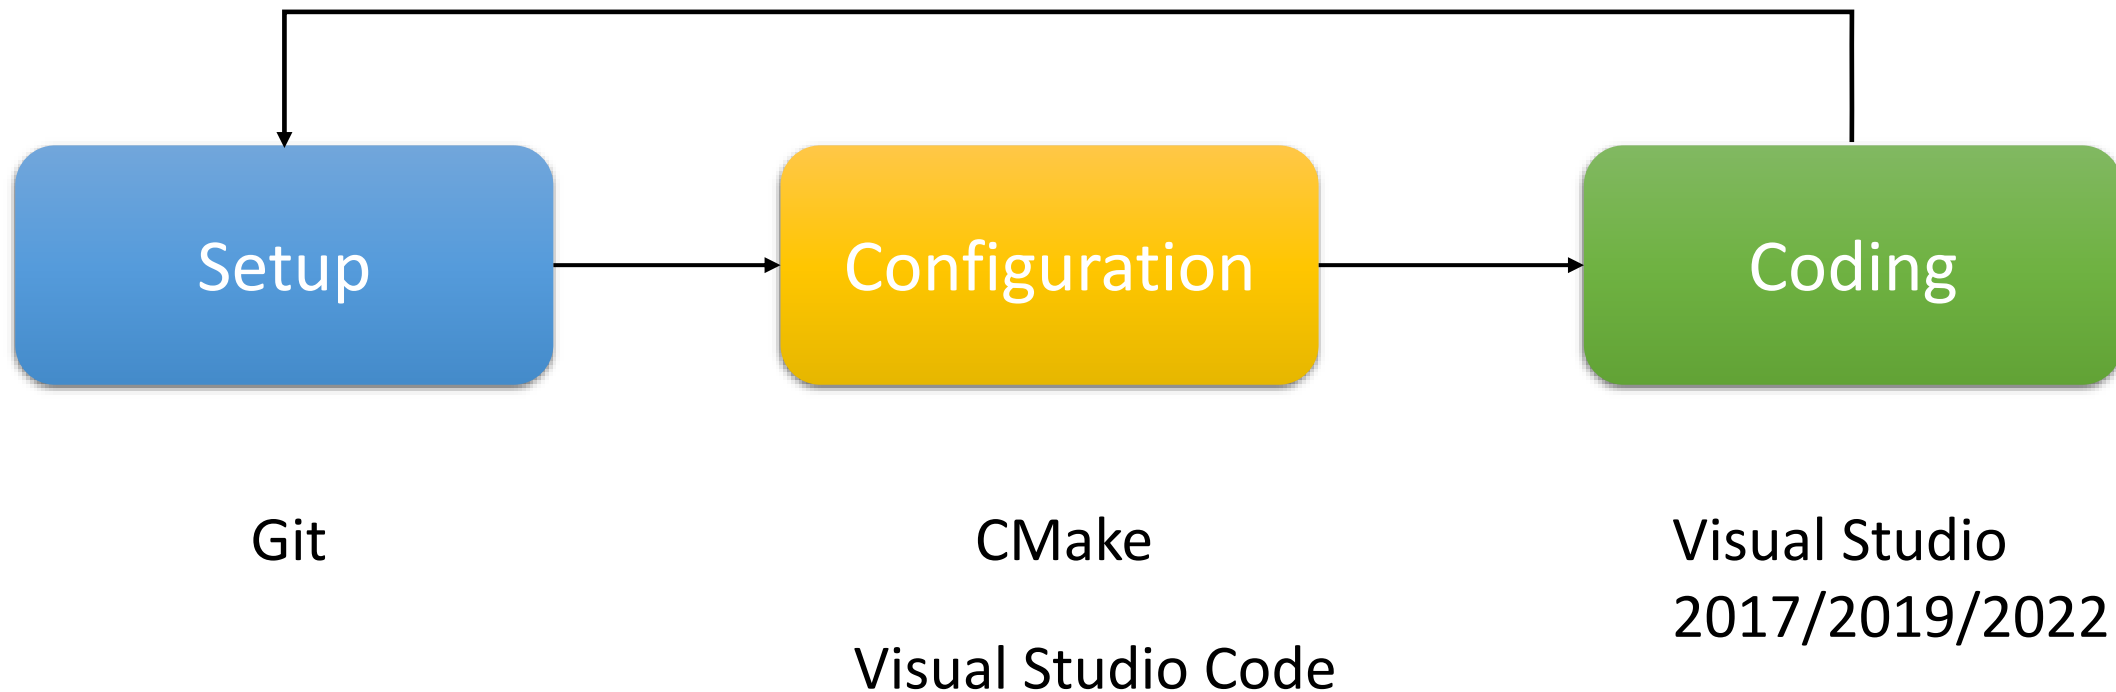 Setup
Configuration
Coding
Git
CMake
Visual Studio Code
Visual Studio
2017/2019/2022